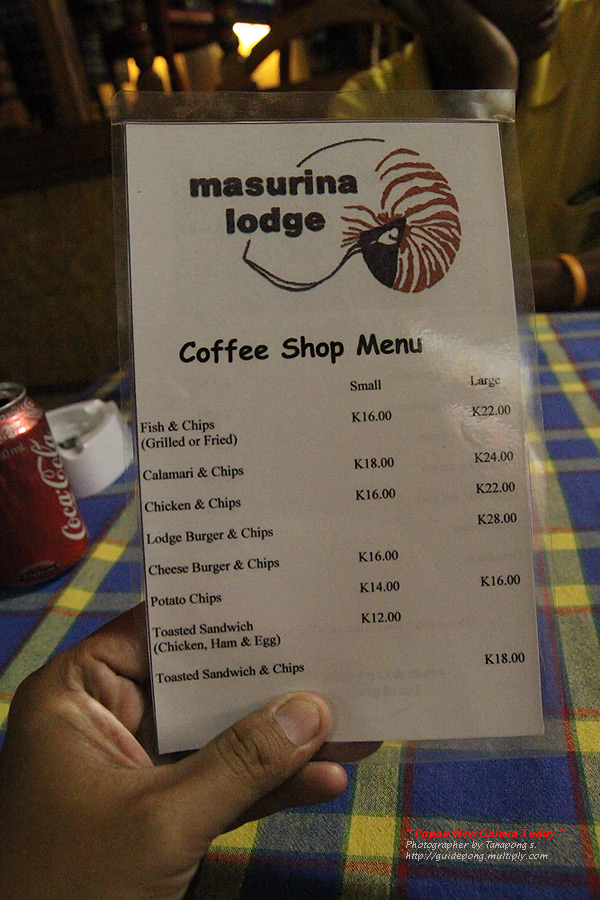 masurina
lodge
Coffee Shop Menu
Small Large
Fish & Chips K16.00 K22.00
(Grilled or Fried)
Calamari & Chips K18.00 K24.00
Chicken & Chips K16.00 K22.00
Lodge Burger & Chips K28.00
Cheese Burger & Chips K16.00
Potato Chips K14.00 K16.00
Toasted Sandwich K12.00
(Chicken, Ham & Egg)
Toasted Sandwich & Chips K18.00
Coca-Cola
" Papua New Guinea Today "
Photographer by Tanapong s.
http://guidepong.multiply.com